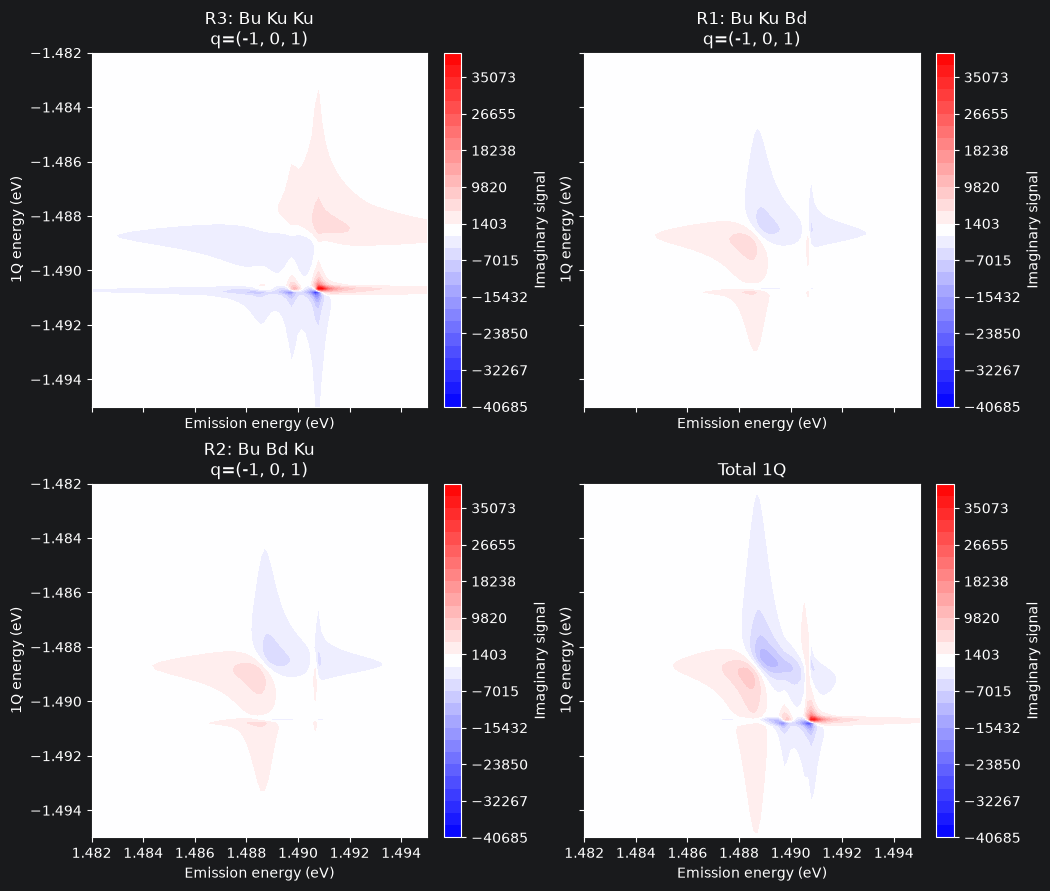 R3: Bu Ku Ku
q=(-1, 0, 1)
−1.482
−1.484
−1.486
−1.488
−1.490
−1.492
−1.494
1Q energy (eV)
Emission energy (eV)
35073
26655
18238
9820
1403
−7015
−15432
−23850
−32267
−40685
Imaginary signal
R1: Bu Ku Bd
q=(-1, 0, 1)
1Q energy (eV)
Emission energy (eV)
35073
26655
18238
9820
1403
−7015
−15432
−23850
−32267
−40685
Imaginary signal
R2: Bu Bd Ku
q=(-1, 0, 1)
−1.482
−1.484
−1.486
−1.488
−1.490
−1.492
−1.494
1Q energy (eV)
1.482 1.484 1.486 1.488 1.490 1.492 1.494
Emission energy (eV)
35073
26655
18238
9820
1403
−7015
−15432
−23850
−32267
−40685
Imaginary signal
Total 1Q
1Q energy (eV)
1.482 1.484 1.486 1.488 1.490 1.492 1.494
Emission energy (eV)
35073
26655
18238
9820
1403
−7015
−15432
−23850
−32267
−40685
Imaginary signal